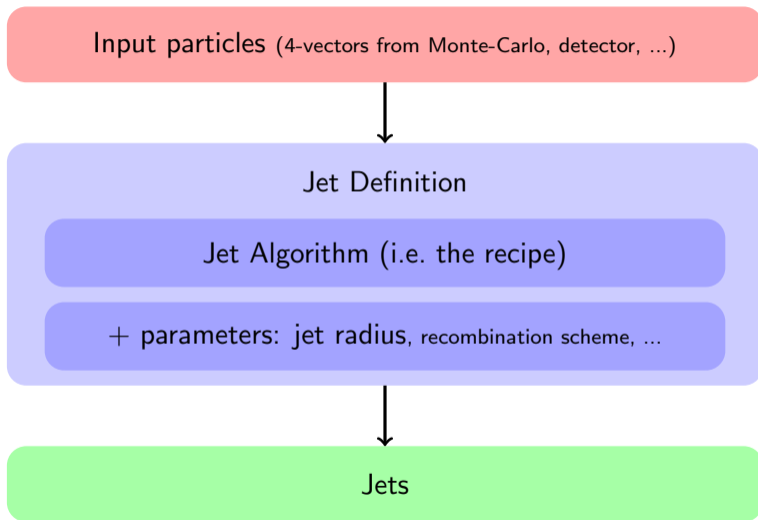 Input particles (4-vectors from Monte-Carlo, detector, ...)
Jet Definition
Jet Algorithm (i.e. the recipe)
+ parameters: jet radius, recombination scheme, ...
Jets